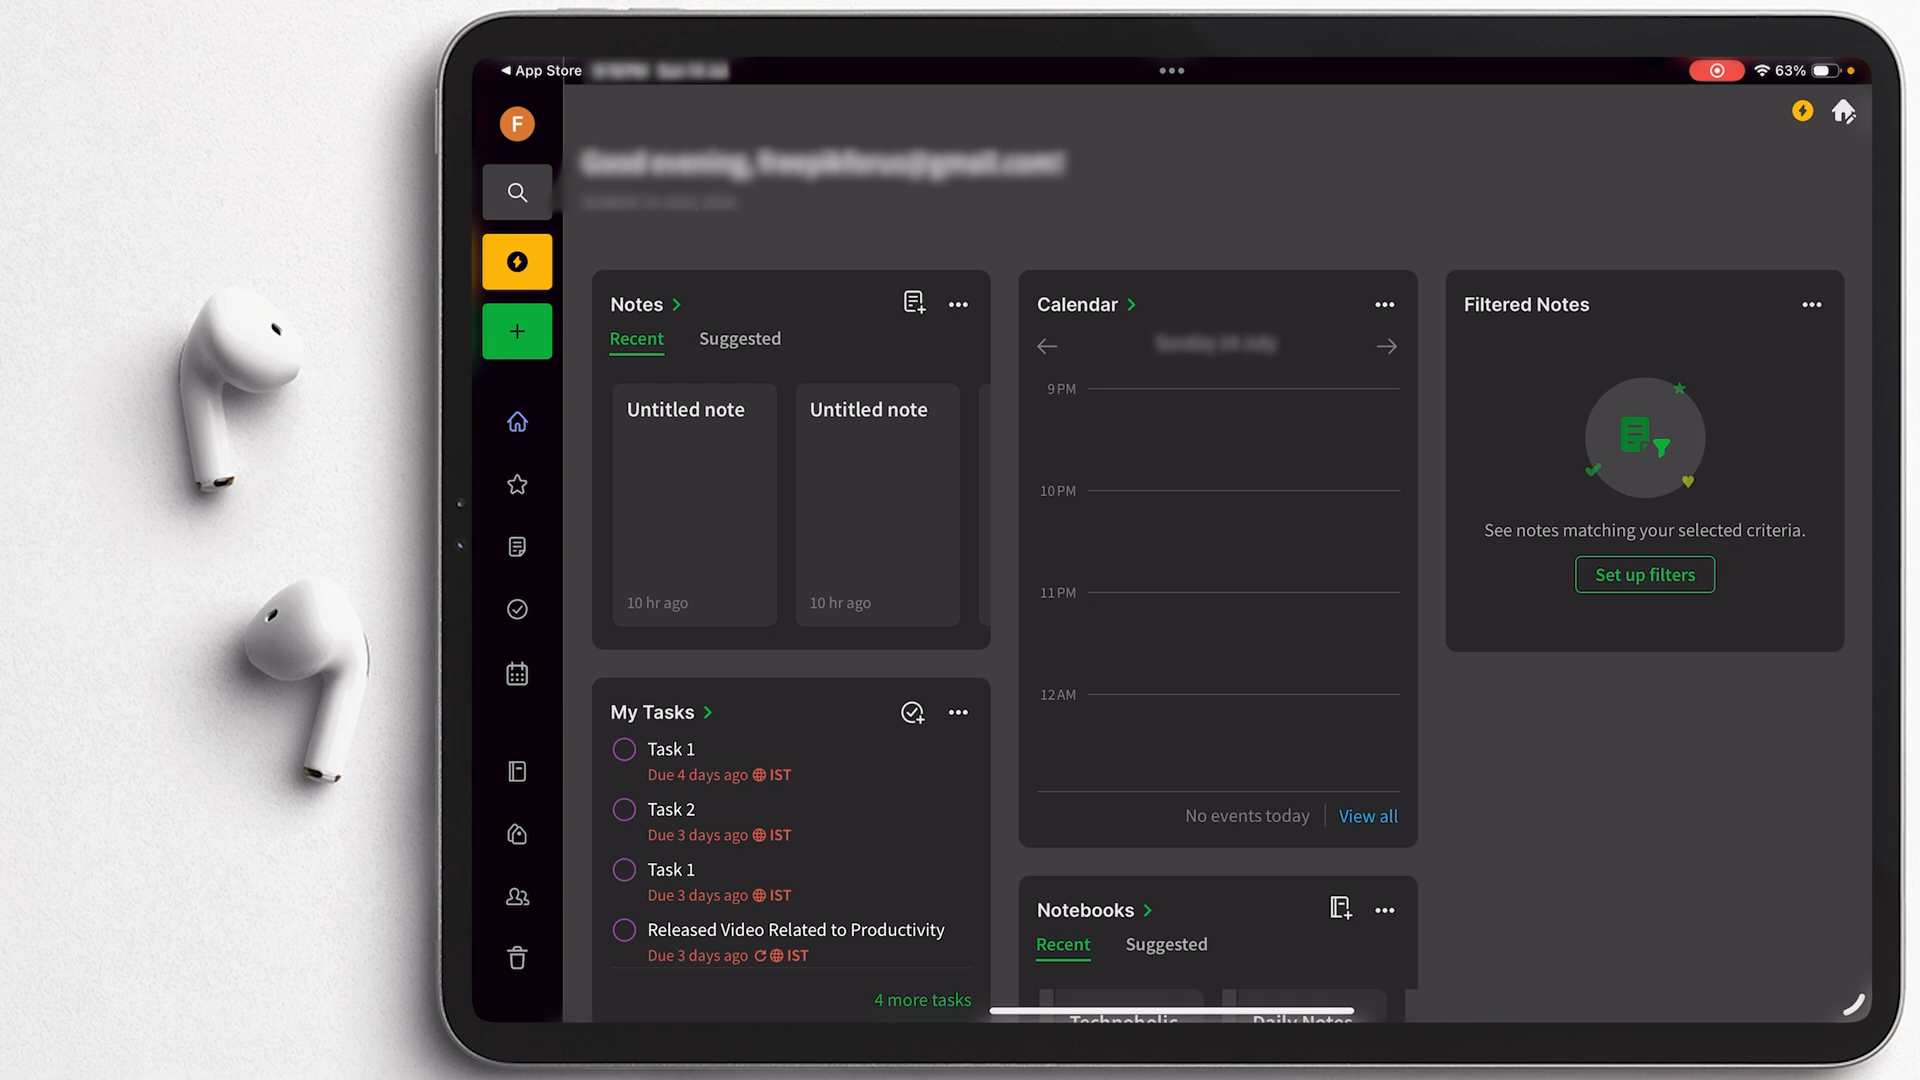 ◀ App Store
63%
F
Notes
Recent
Suggested
Untitled note
10 hr ago
Untitled note
10 hr ago
My Tasks
Task 1
Due 4 days ago IST
Task 2
Due 3 days ago IST
Task 1
Due 3 days ago IST
Released Video Related to Productivity
Due 3 days ago IST
4 more tasks
Calendar
9 PM
10 PM
11 PM
12 AM
No events today
View all
Notebooks
Recent
Suggested
Technoholic
Daily Notes
Filtered Notes
See notes matching your selected criteria.
Set up filters